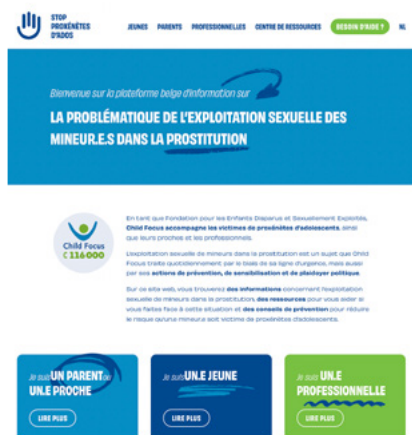 STOP
PROXÉNÈTES
D'ADOS
JEUNES PARENTS PROFESSIONNELLES CENTRE DE RESSOURCES BESOIN D'AIDE ? NL
Bienvenue sur la plateforme belge d'information sur
LA PROBLÉMATIQUE DE L'EXPLOITATION SEXUELLE DES
MINEUR.E.S DANS LA PROSTITUTION
En tant que Fondation pour les Enfants Disparus et Sexuellement Exploités,
Child Focus accompagne les victimes de proxénètes d'adolescents, ainsi
que leurs proches et les professionnels.
Child Focus
116000
L'exploitation sexuelle de mineurs dans la prostitution est un sujet que Child
Focus traite quotidiennement par le biais de sa ligne d'urgence, mais aussi
par ses actions de prévention, de sensibilisation et de plaidoyer politique.
Sur ce site web, vous trouverez des informations concernant l'exploitation
sexuelle de mineurs dans la prostitution, des ressources pour vous aider si
vous faites face à cette situation et des conseils de prévention pour réduire
le risque qu'un.e mineur.e soit victime de proxénètes d'adolescents.
Je suis UN PARENT ou
UN.E PROCHE
LIRE PLUS
Je suis UN.E JEUNE
LIRE PLUS
Je suis UN.E
PROFESSIONNELLE
LIRE PLUS